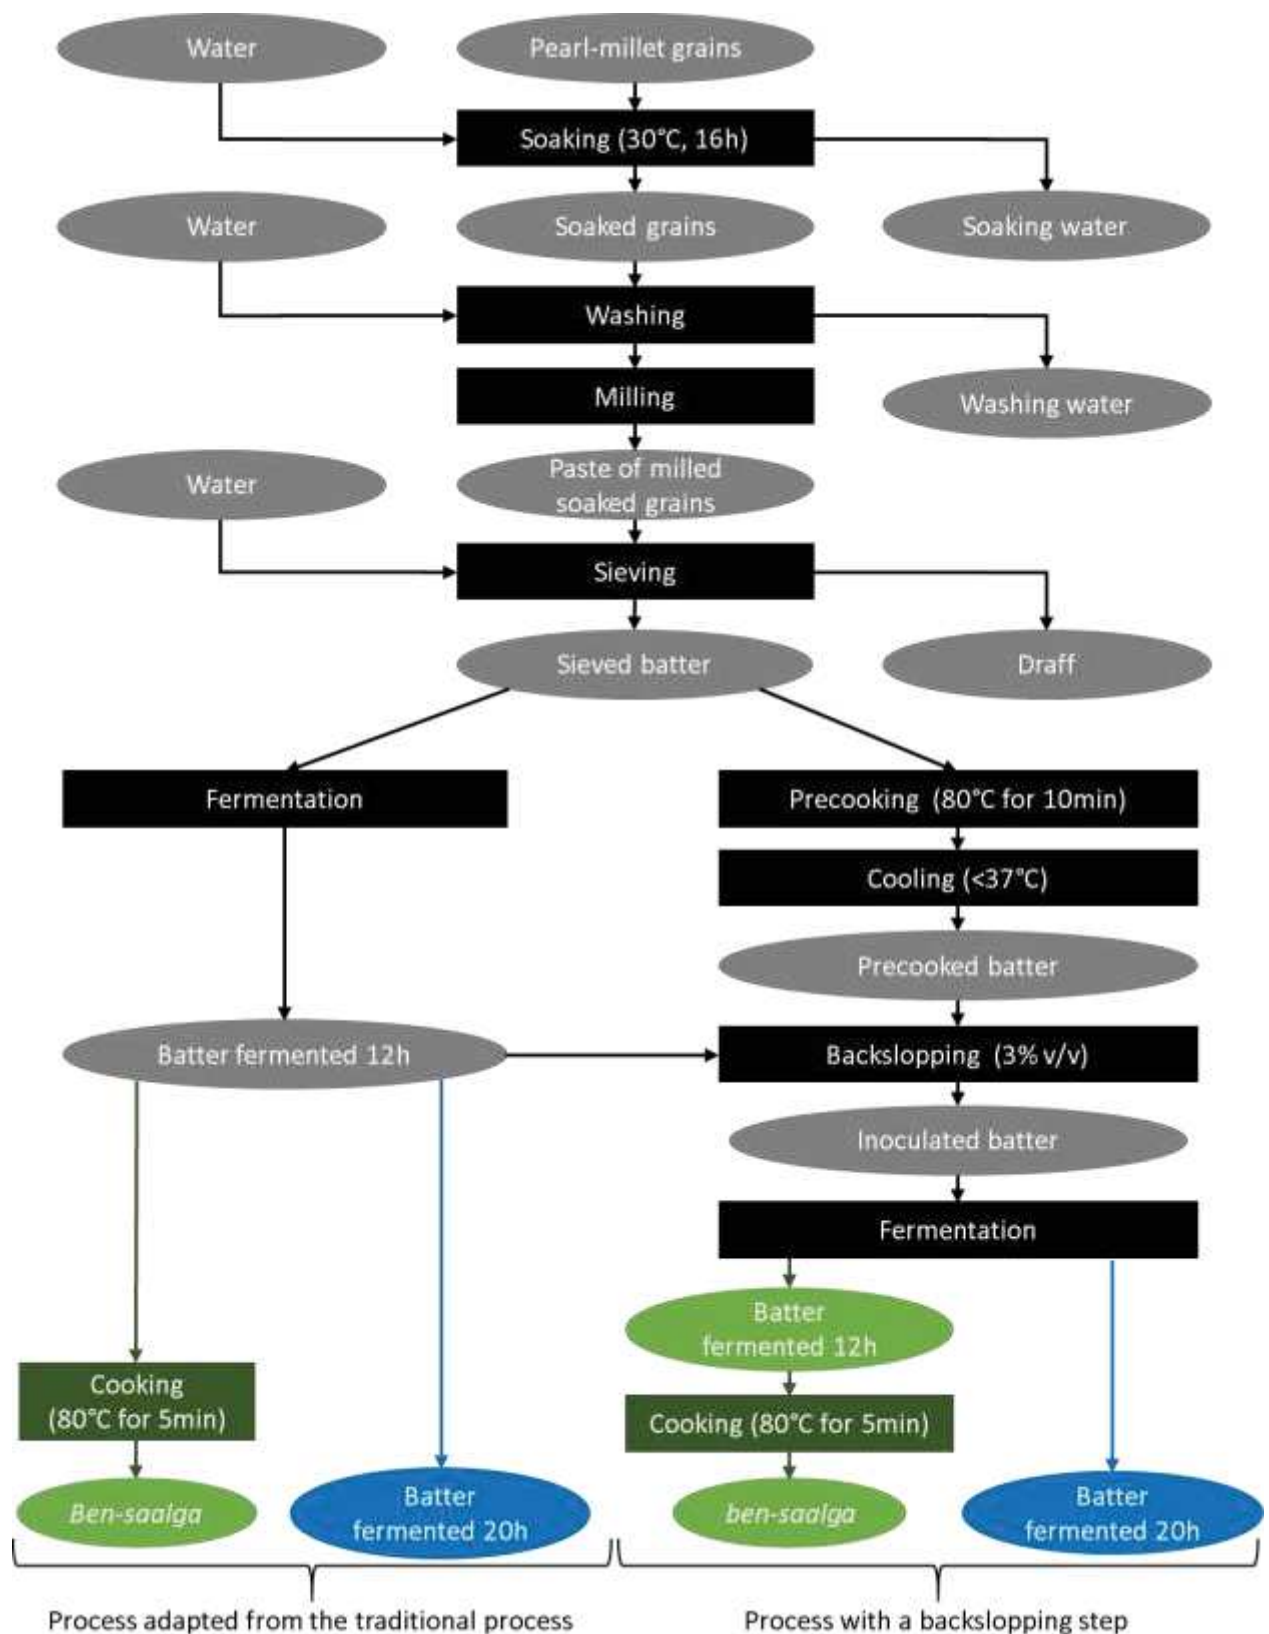 Water
Pearl-millet grains
Soaking (30°C, 16h)
Water
Soaked grains
Soaking water
Washing
Milling
Washing water
Water
Paste of milled
soaked grains
Sieving
Sieved batter
Draff
Fermentation
Precooking (80°C for 10min)
Cooling (<37°C)
Precooked batter
Batter fermented 12h
Backslopping (3% v/v)
Inoculated batter
Fermentation
Batter
fermented 12h
Cooking
(80°C for 5min)
Cooking (80°C for 5min)
Ben-saalga
Batter
fermented 20h
ben-saalga
Batter
fermented 20h
Process adapted from the traditional process
Process with a backslopping step